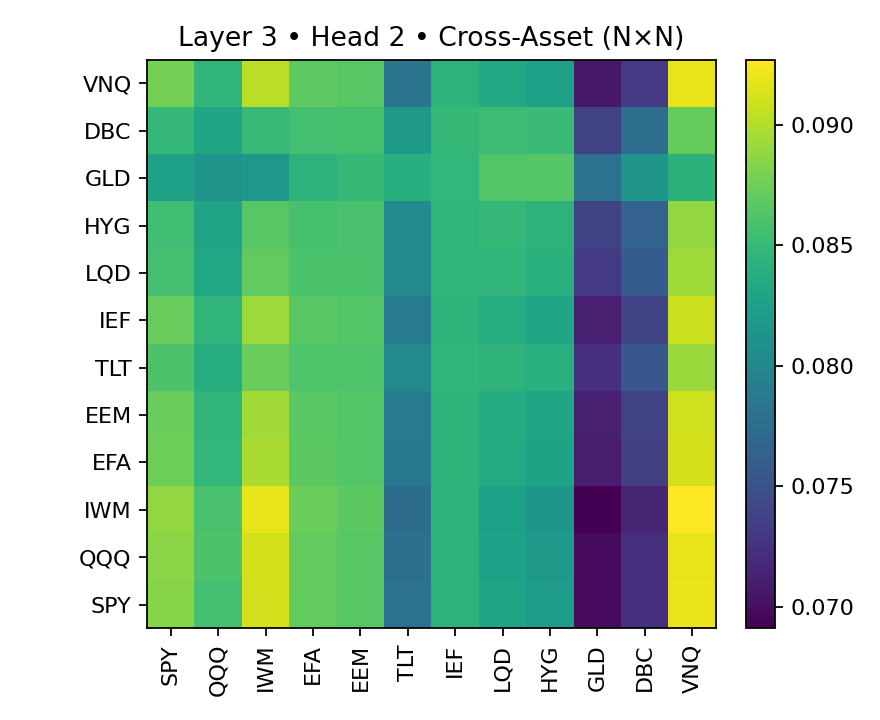 Layer 3 • Head 2 • Cross-Asset (N×N)
VNQ
DBC
GLD
HYG
LQD
IEF
TLT
EEM
EFA
IWM
QQQ
SPY
SPY QQQ IWM EFA EEM TLT IEF LQD HYG GLD DBC VNQ
0.090
0.085
0.080
0.075
0.070